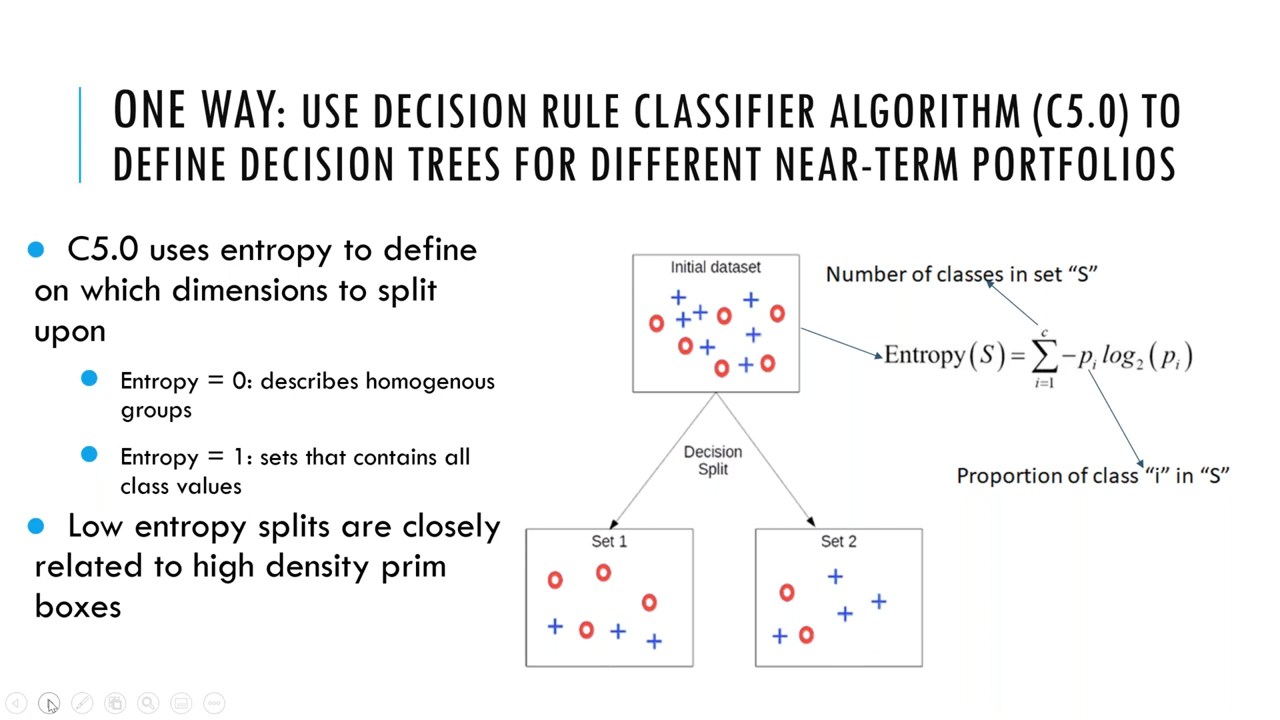 ONE WAY: USE DECISION RULE CLASSIFIER ALGORITHM (C5.0) TO
DEFINE DECISION TREES FOR DIFFERENT NEAR-TERM PORTFOLIOS
C5.0 uses entropy to define
on which dimensions to split
upon
Entropy = 0: describes homogenous
groups
Entropy = 1: sets that contains all
class values
Low entropy splits are closely
related to high density prim
boxes
Initial dataset
Decision
Split
Set 1
Set 2
Number of classes in set “S”
Entropy(S) = ∑ᵢ₌₁ᶜ −pᵢ log₂(pᵢ)
Proportion of class “i” in “S”